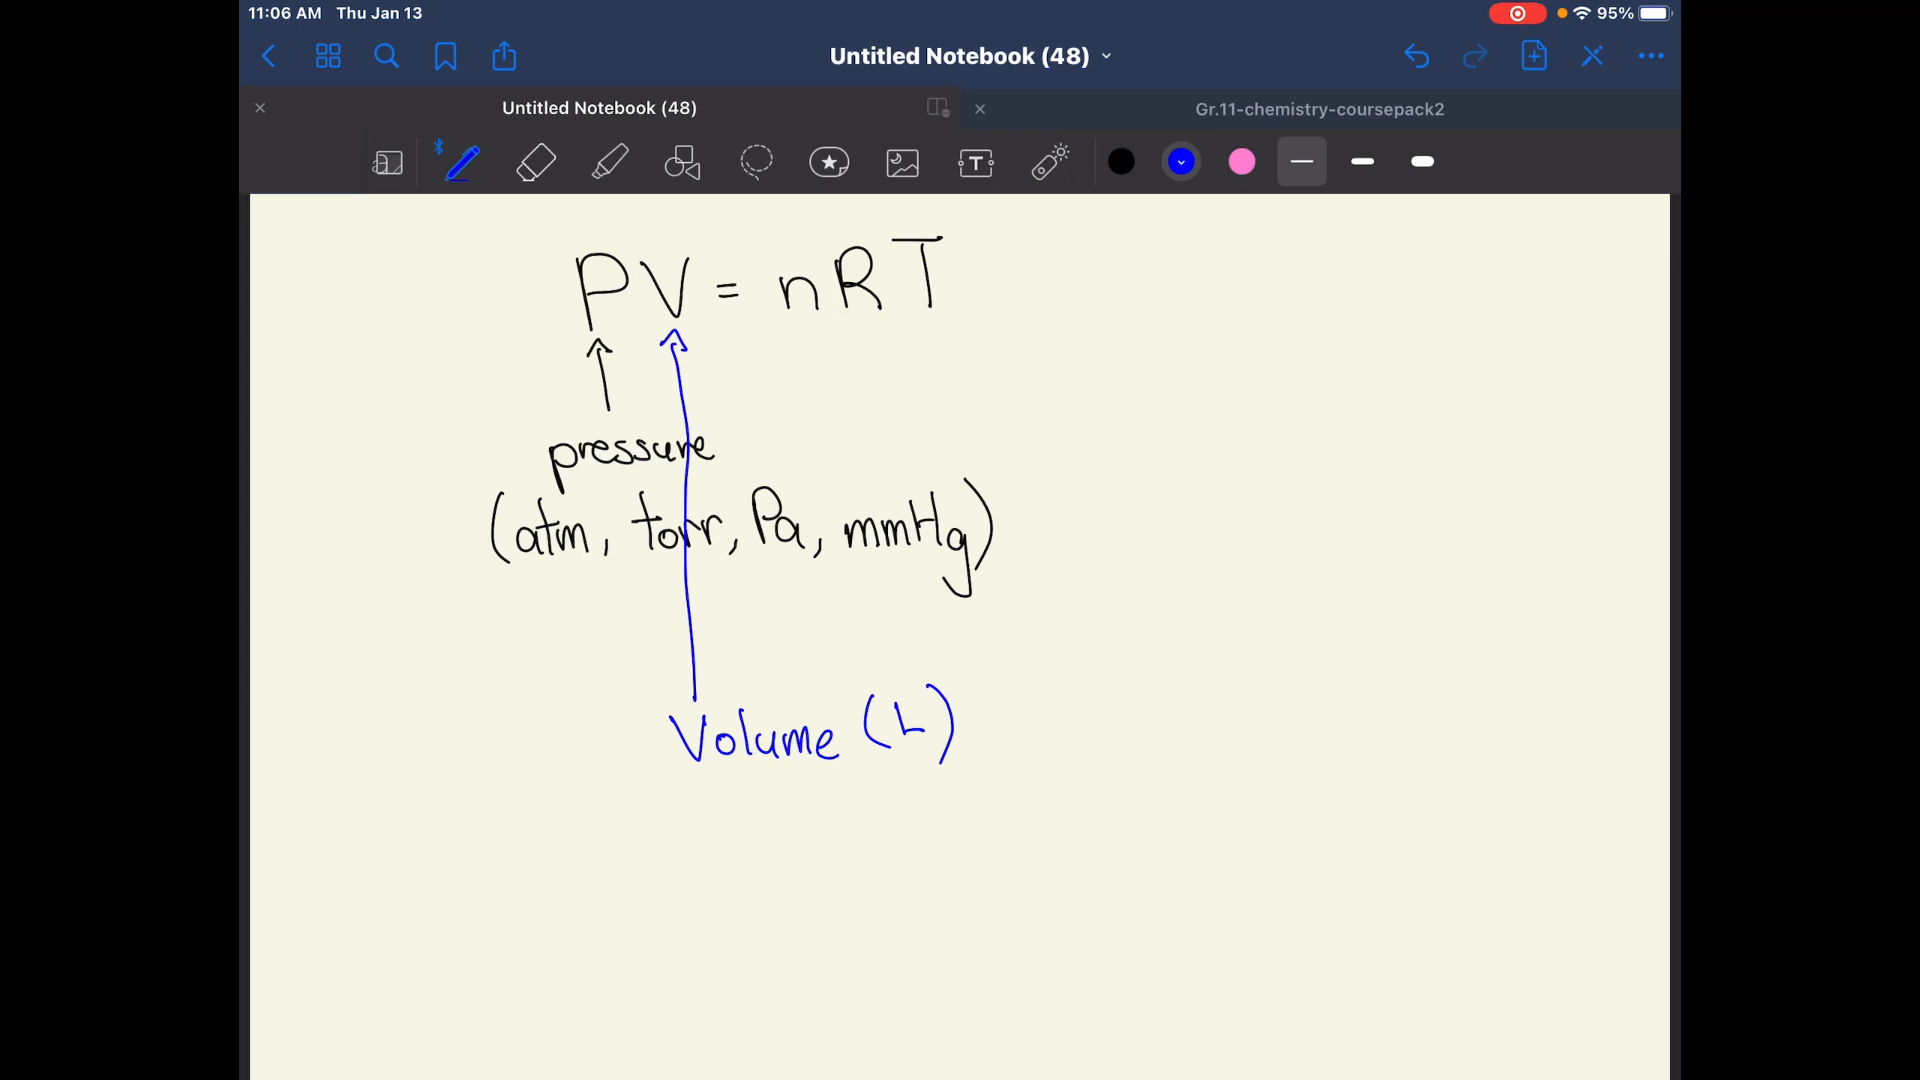 11:06 AM Thu Jan 13
95%
Untitled Notebook (48)
Untitled Notebook (48)
Gr.11-chemistry-coursepack2
PV = nRT
pressure
(atm, torr, Pa, mmHg)
Volume (L)